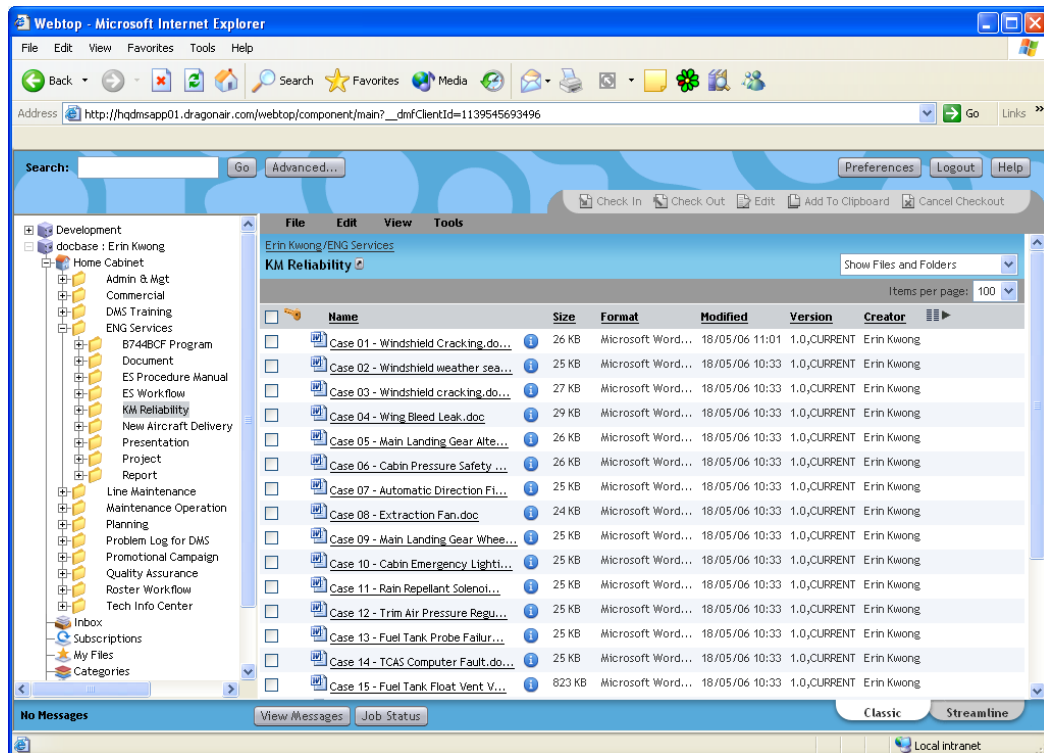 Webtop - Microsoft Internet Explorer
File Edit View Favorites Tools Help
Back Search Favorites Media
Address http://hqdmsapp01.dragonair.com/webtop/component/main?__dmfClientId=1139545693496 Go Links »
Search: Go Advanced... Preferences Logout Help
Check In Check Out Edit Add To Clipboard Cancel Checkout
File Edit View Tools
Development
docbase : Erin Kwong
Home Cabinet
Admin & Mgt
Commercial
DMS Training
ENG Services
B744BCF Program
Document
ES Procedure Manual
ES Workflow
KM Reliability
New Aircraft Delivery
Presentation
Project
Report
Line Maintenance
Maintenance Operation
Planning
Problem Log for DMS
Promotional Campaign
Quality Assurance
Roster Workflow
Tech Info Center
Inbox
Subscriptions
My Files
Categories
Erin Kwong/ENG Services
KM Reliability Show Files and Folders
Items per page: 100
Name Size Format Modified Version Creator
Case 01 - Windshield Cracking.do... 26 KB Microsoft Word... 18/05/06 11:01 1.0,CURRENT Erin Kwong
Case 02 - Windshield weather sea... 25 KB Microsoft Word... 18/05/06 10:33 1.0,CURRENT Erin Kwong
Case 03 - Windshield cracking.do... 27 KB Microsoft Word... 18/05/06 10:33 1.0,CURRENT Erin Kwong
Case 04 - Wing Bleed Leak.doc 29 KB Microsoft Word... 18/05/06 10:33 1.0,CURRENT Erin Kwong
Case 05 - Main Landing Gear Alte... 26 KB Microsoft Word... 18/05/06 10:33 1.0,CURRENT Erin Kwong
Case 06 - Cabin Pressure Safety ... 26 KB Microsoft Word... 18/05/06 10:33 1.0,CURRENT Erin Kwong
Case 07 - Automatic Direction Fi... 25 KB Microsoft Word... 18/05/06 10:33 1.0,CURRENT Erin Kwong
Case 08 - Extraction Fan.doc 24 KB Microsoft Word... 18/05/06 10:33 1.0,CURRENT Erin Kwong
Case 09 - Main Landing Gear Whee... 25 KB Microsoft Word... 18/05/06 10:33 1.0,CURRENT Erin Kwong
Case 10 - Cabin Emergency Lighti... 25 KB Microsoft Word... 18/05/06 10:33 1.0,CURRENT Erin Kwong
Case 11 - Rain Repellant Solenoi... 25 KB Microsoft Word... 18/05/06 10:33 1.0,CURRENT Erin Kwong
Case 12 - Trim Air Pressure Regu... 25 KB Microsoft Word... 18/05/06 10:33 1.0,CURRENT Erin Kwong
Case 13 - Fuel Tank Probe Failur... 25 KB Microsoft Word... 18/05/06 10:33 1.0,CURRENT Erin Kwong
Case 14 - TCAS Computer Fault.do... 25 KB Microsoft Word... 18/05/06 10:33 1.0,CURRENT Erin Kwong
Case 15 - Fuel Tank Float Vent V... 823 KB Microsoft Word... 18/05/06 10:33 1.0,CURRENT Erin Kwong
No Messages View Messages Job Status Classic Streamline
Local intranet